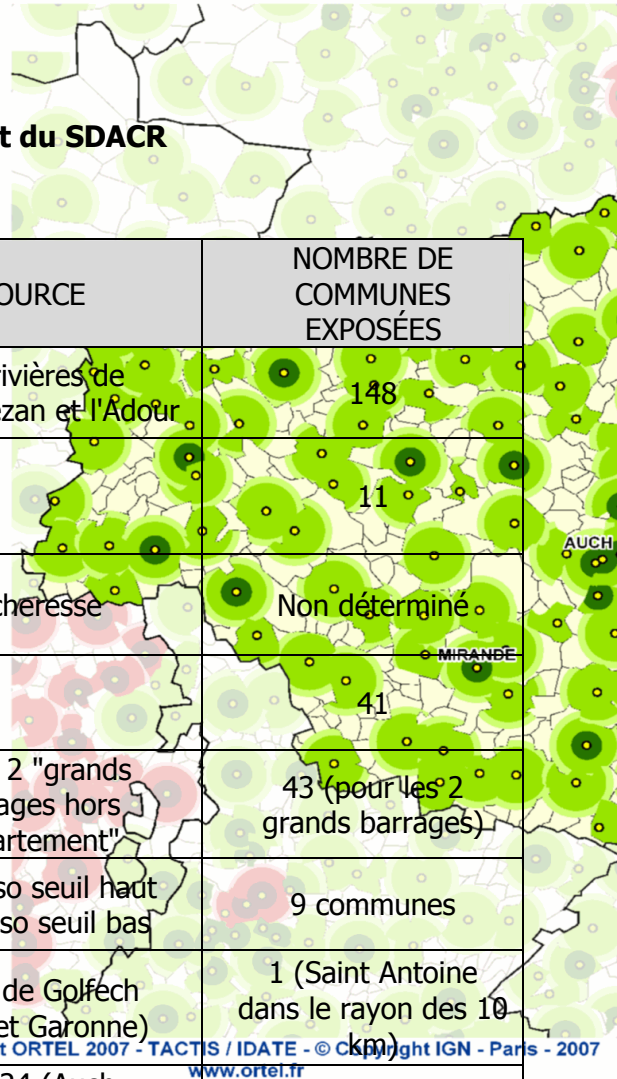 t du SDACR
OURCE
NOMBRE DE
COMMUNES
EXPOSÉES
rivières de
ezan et l'Adour
148
11
AUCH
cheresse
Non déterminé
MIRANDE
41
2 "grands
ages hors
artement"
43 (pour les 2
grands barrages)
so seuil haut
so seuil bas
9 communes
de Golfech
et Garonne)
1 (Saint Antoine
dans le rayon des 10
km)
t ORTEL 2007 - TACTIS / IDATE - © Copyright IGN - Paris - 2007
www.ortel.fr
24 (Auch